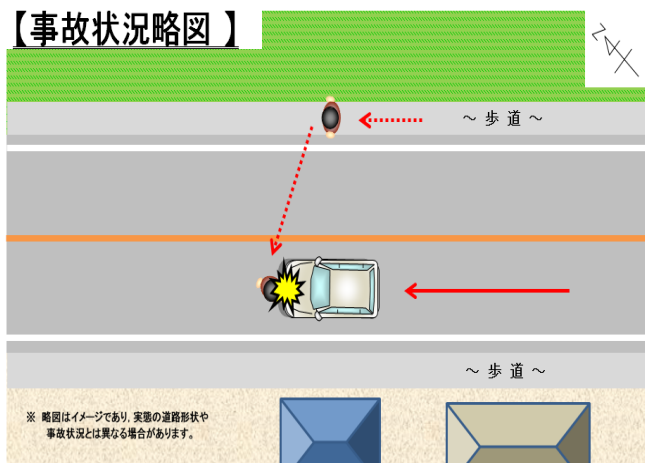 【事故状況略図 】
Z
～ 歩 道 ～
～ 歩 道 ～
※ 略図はイメージであり、実態の道路形状や
事故状況とは異なる場合があります。